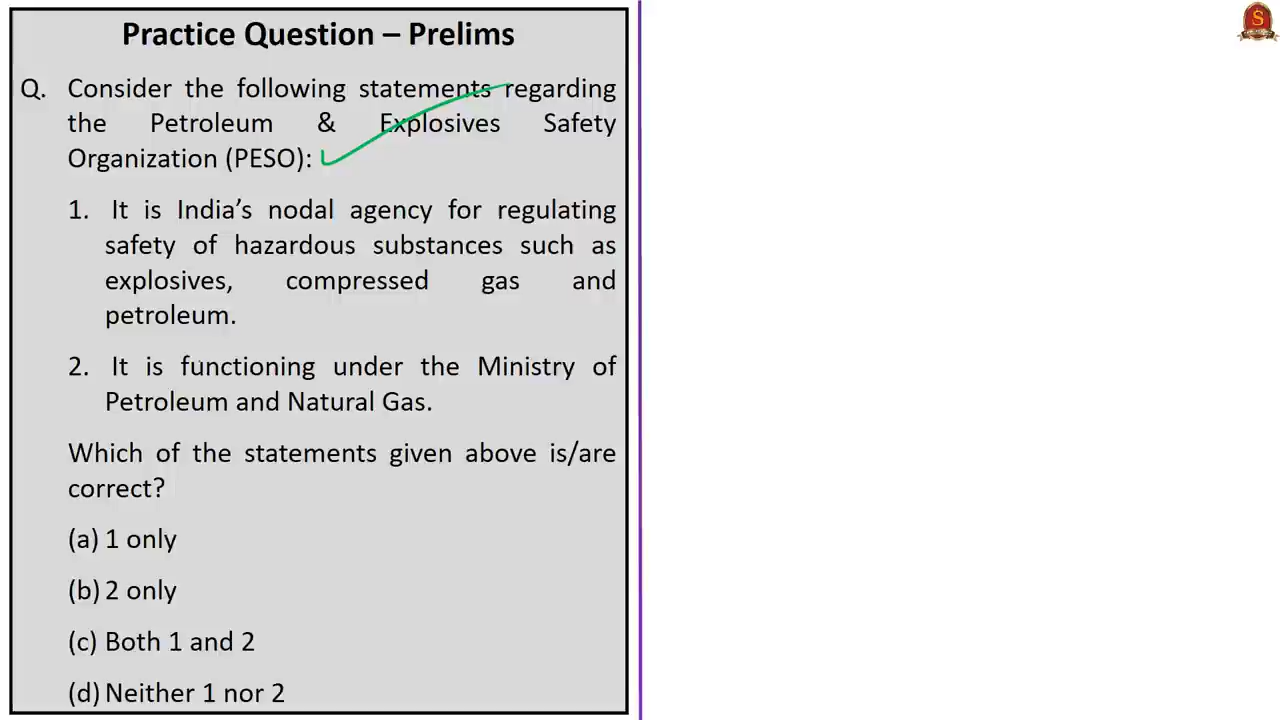 Practice Question – Prelims
Q. Consider the following statements regarding
the Petroleum & Explosives Safety
Organization (PESO):
1. It is India's nodal agency for regulating
safety of hazardous substances such as
explosives, compressed gas and
petroleum.
2. It is functioning under the Ministry of
Petroleum and Natural Gas.
Which of the statements given above is/are
correct?
(a) 1 only
(b) 2 only
(c) Both 1 and 2
(d) Neither 1 nor 2
S